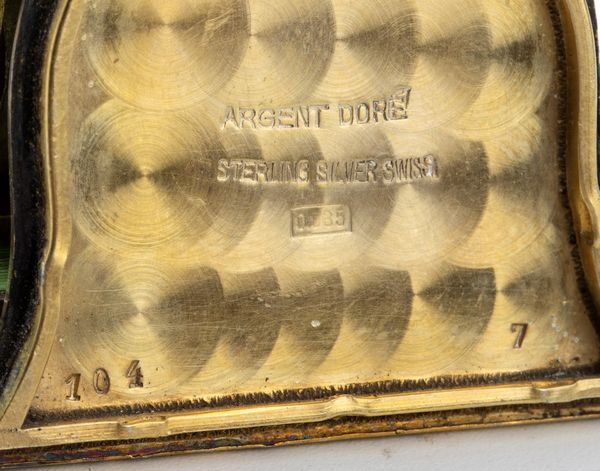 ARGENT DORÉ
STERLING SILVER SWISS
0.935
104 7